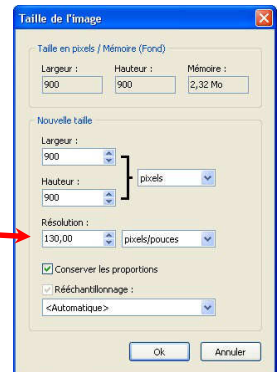 Taille de l'image
Taille en pixels / Mémoire (Fond)
Largeur : Hauteur : Mémoire :
900 900 2,32 Mo
Nouvelle taille
Largeur :
900
pixels
Hauteur :
900
Résolution :
130,00 pixels/pouces
Conserver les proportions
Rééchantillonnage :
<Automatique>
Ok Annuler